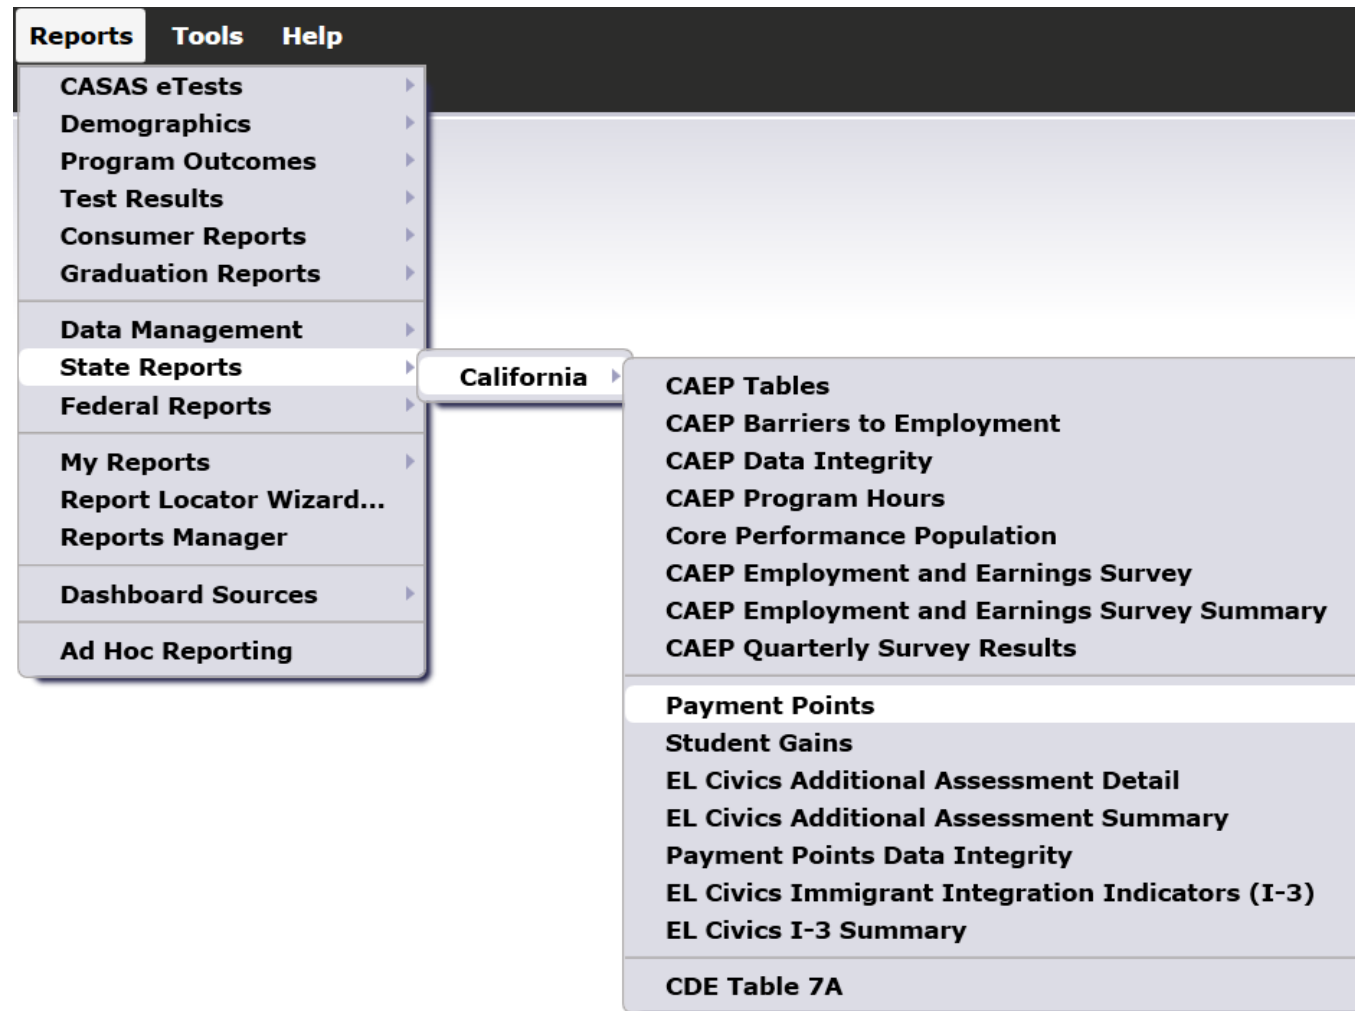 Reports Tools Help
CASAS eTests
Demographics
Program Outcomes
Test Results
Consumer Reports
Graduation Reports
Data Management
State Reports
Federal Reports
My Reports
Report Locator Wizard...
Reports Manager
Dashboard Sources
Ad Hoc Reporting
California
CAEP Tables
CAEP Barriers to Employment
CAEP Data Integrity
CAEP Program Hours
Core Performance Population
CAEP Employment and Earnings Survey
CAEP Employment and Earnings Survey Summary
CAEP Quarterly Survey Results
Payment Points
Student Gains
EL Civics Additional Assessment Detail
EL Civics Additional Assessment Summary
Payment Points Data Integrity
EL Civics Immigrant Integration Indicators (I-3)
EL Civics I-3 Summary
CDE Table 7A